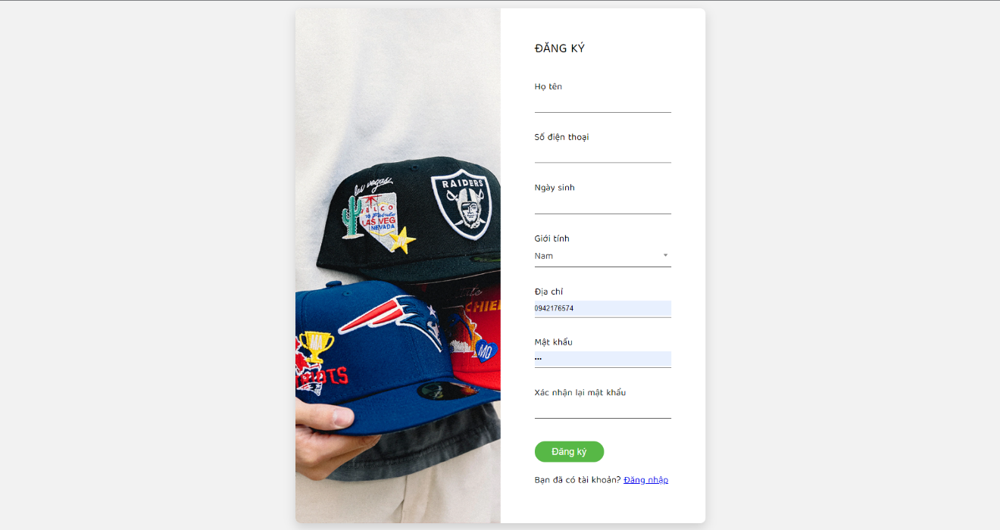 ĐĂNG KÝ
Họ tên
Số điện thoại
Ngày sinh
Giới tính
Nam
Địa chỉ
0942176574
Mật khẩu
•••
Xác nhận lại mật khẩu
Đăng ký
Bạn đã có tài khoản? Đăng nhập
las vegas
RAIDERS
ELCO
LAS VEG
NEVADA
CHIE
MO